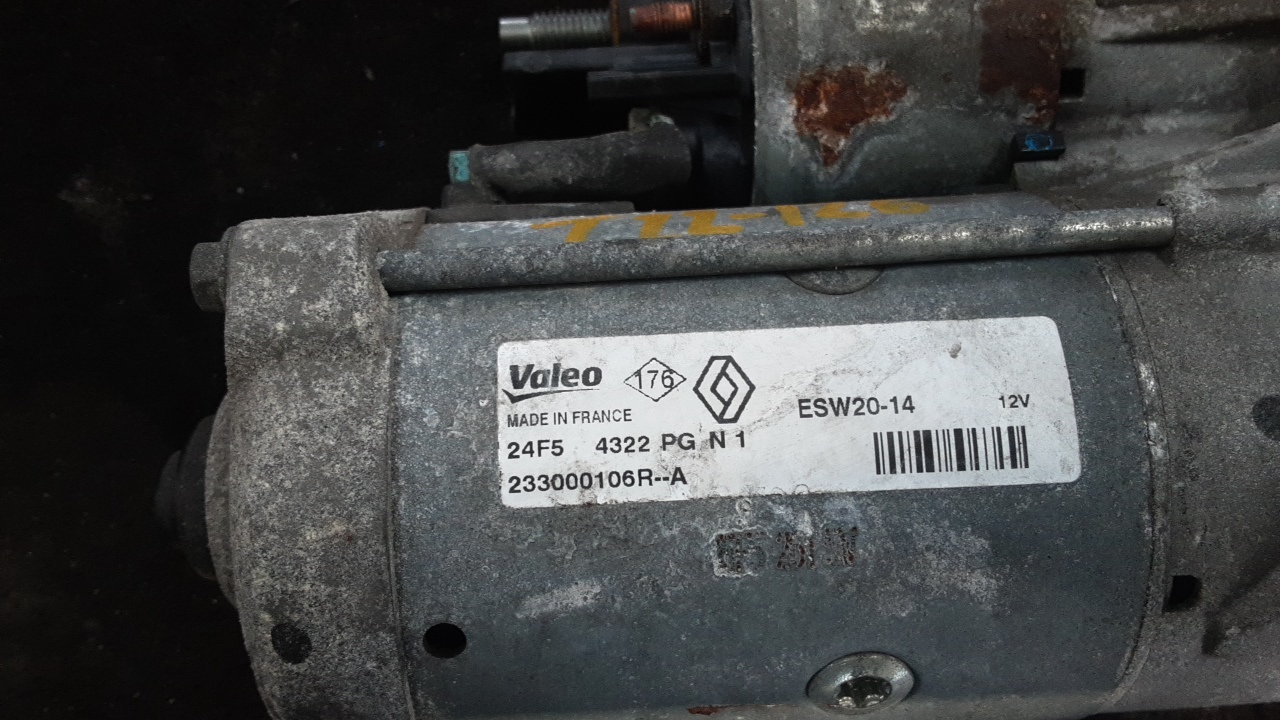 Valeo 176
ESW20-14 12V
MADE IN FRANCE
24F5 4322 PG N 1
233000106R--A